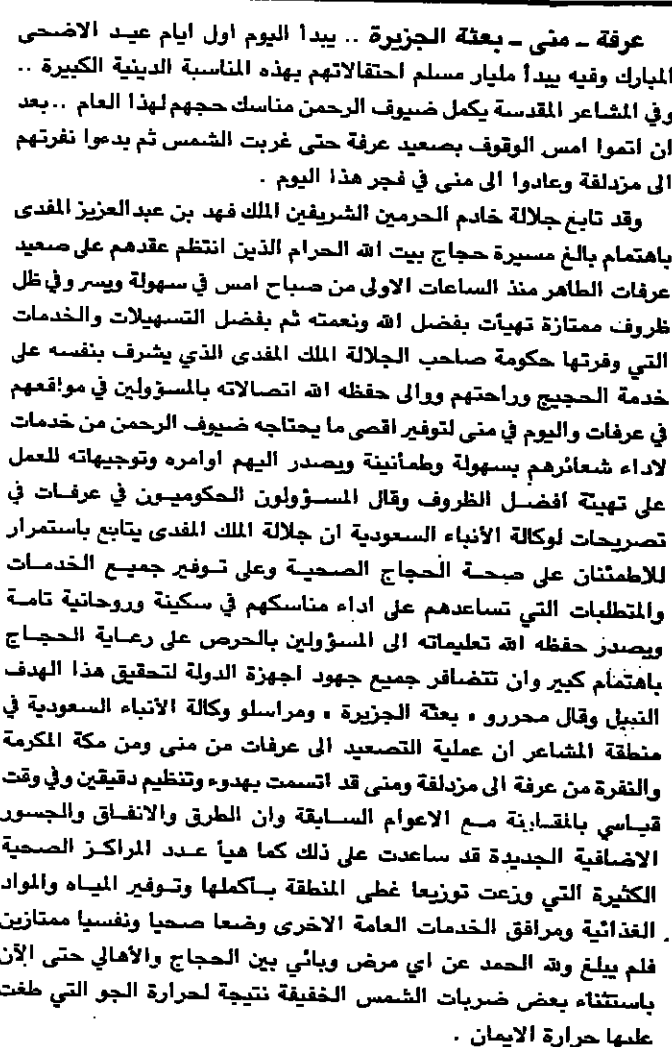 عرفة ـ منى ـ بعثة الجزيرة .. يبدا اليوم اول ايام عيد الاضحى
المبارك وفيه يبدأ مليار مسلم احتفالاتهم بهذه المناسبة الدينية الكبيرة ..
وفي المشاعر المقدسة يكمل ضيوف الرحمن مناسك حجهم لهذا العام .. بعد
ان اتموا امس الوقوف بصعيد عرفة حتى غربت الشمس ثم بدءوا نفرتهم
الى مزدلفة وعادوا الى منى في فجر هذا اليوم .
وقد تابع جلالة خادم الحرمين الشريفين الملك فهد بن عبدالعزيز المفدى
باهتمام بالغ مسيرة حجاج بيت الله الحرام الذين انتظم عقدهم على صعيد
عرفات الطاهر منذ الساعات الاولى من صباح امس في سهولة ويسر وفي ظل
ظروف ممتازة تهيأت بفضل الله ونعمته ثم بفضل التسهيلات والخدمات
التي وفرتها حكومة صاحب الجلالة الملك المفدى الذي يشرف بنفسه على
خدمة الحجيج وراحتهم ووالى حفظه الله اتصالاته بالمسؤولين في مواقعهم
في عرفات واليوم في منى لتوفير اقصى ما يحتاجه ضيوف الرحمن من خدمات
لاداء شعائرهم بسهولة وطمأنينة ويصدر اليهم اوامره وتوجيهاته للعمل
على تهيئة افضل الظروف وقال المسؤولون الحكوميون في عرفات في
تصريحات لوكالة الأنباء السعودية ان جلالة الملك المفدى يتابع باستمرار
للاطمئنان على صحة الحجاج الصحية وعلى توفير جميع الخدمات
والمتطلبات التي تساعدهم على اداء مناسكهم في سكينة وروحانية تامة
ويصدر حفظه الله تعليماته الى المسؤولين بالحرص على رعاية الحجاج
باهتمام كبير وان تتضافر جميع جهود اجهزة الدولة لتحقيق هذا الهدف
النبيل وقال محررو « بعثة الجزيرة » ومراسلو وكالة الأنباء السعودية في
منطقة المشاعر ان عملية التصعيد الى عرفات من منى ومن مكة المكرمة
والنفرة من عرفة الى مزدلفة ومنى قد اتسمت بهدوء وتنظيم دقيقين وفي وقت
قياسي بالمقارنة مع الاعوام السابقة وان الطرق والانفاق والجسور
الاضافية الجديدة قد ساعدت على ذلك كما هيأ عدد المراكز الصحية
الكثيرة التي وزعت توزيعا غطى المنطقة بأكملها وتوفير المياه والمواد
الغذائية ومرافق الخدمات العامة الاخرى وضعا صحيا ونفسيا ممتازين
فلم يبلغ ولله الحمد عن اي مرض وبائي بين الحجاج والأهالي حتى الآن
باستثناء بعض ضربات الشمس الخفيفة نتيجة لحرارة الجو التي طغت
عليها حرارة الايمان .